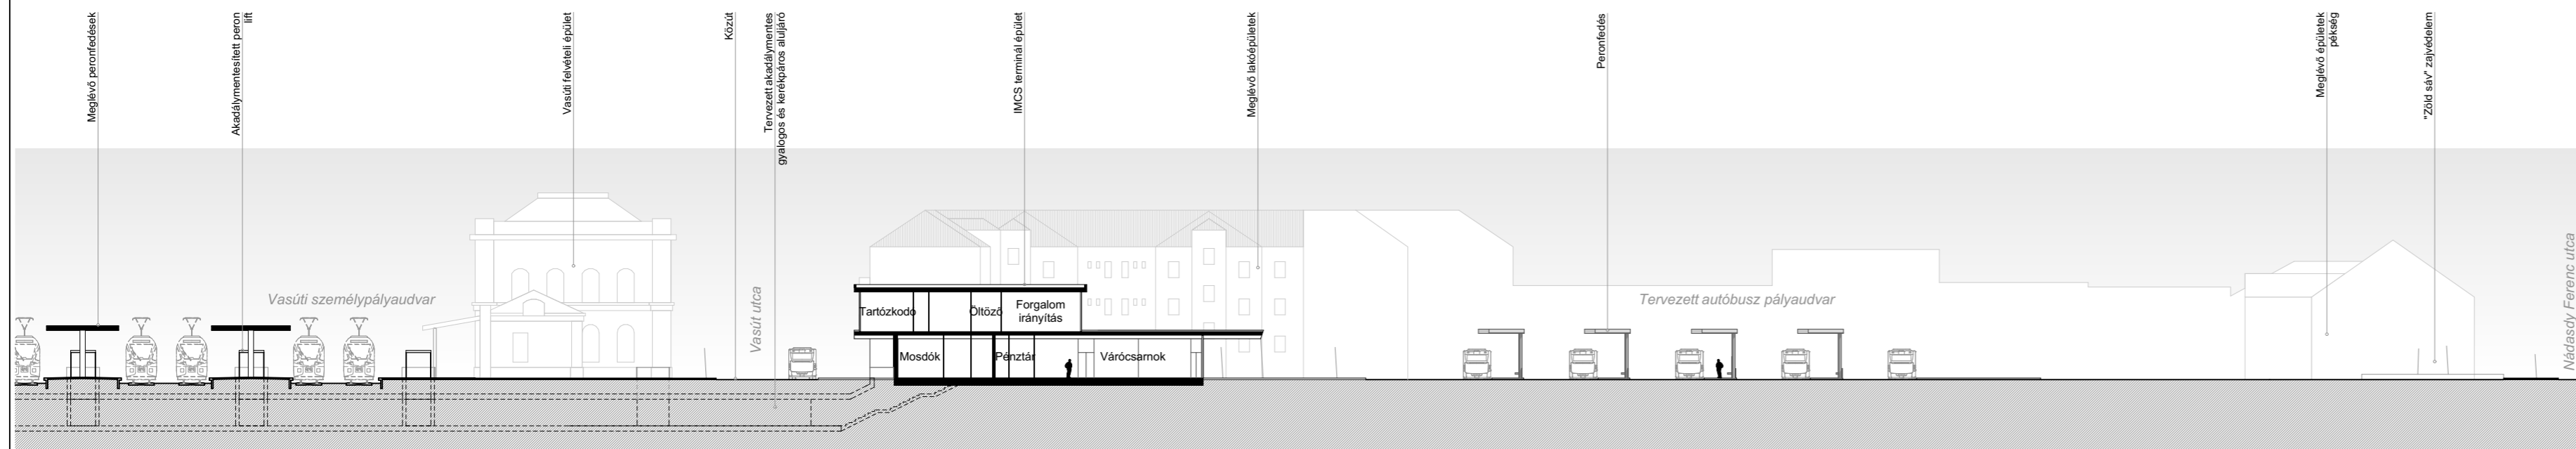 Meglévő peronfedések
Akadálymentesített peron
lift
Vasúti felvételi épület
Közút
Tervezett akadálymentes
gyalogos és kerékpáros aluljáró
IMCS terminál épület
Meglévő lakóépületek
Peronfedés
Meglévő épületek
pékség
"Zöld sáv" zajvédelem
Vasúti személypályaudvar
Vasút utca
Tartózkodó
Öltöző
Forgalom
irányítás
Mosdók
Pénztár
Várócsarnok
Tervezett autóbusz pályaudvar
Nádasdy Ferenc utca